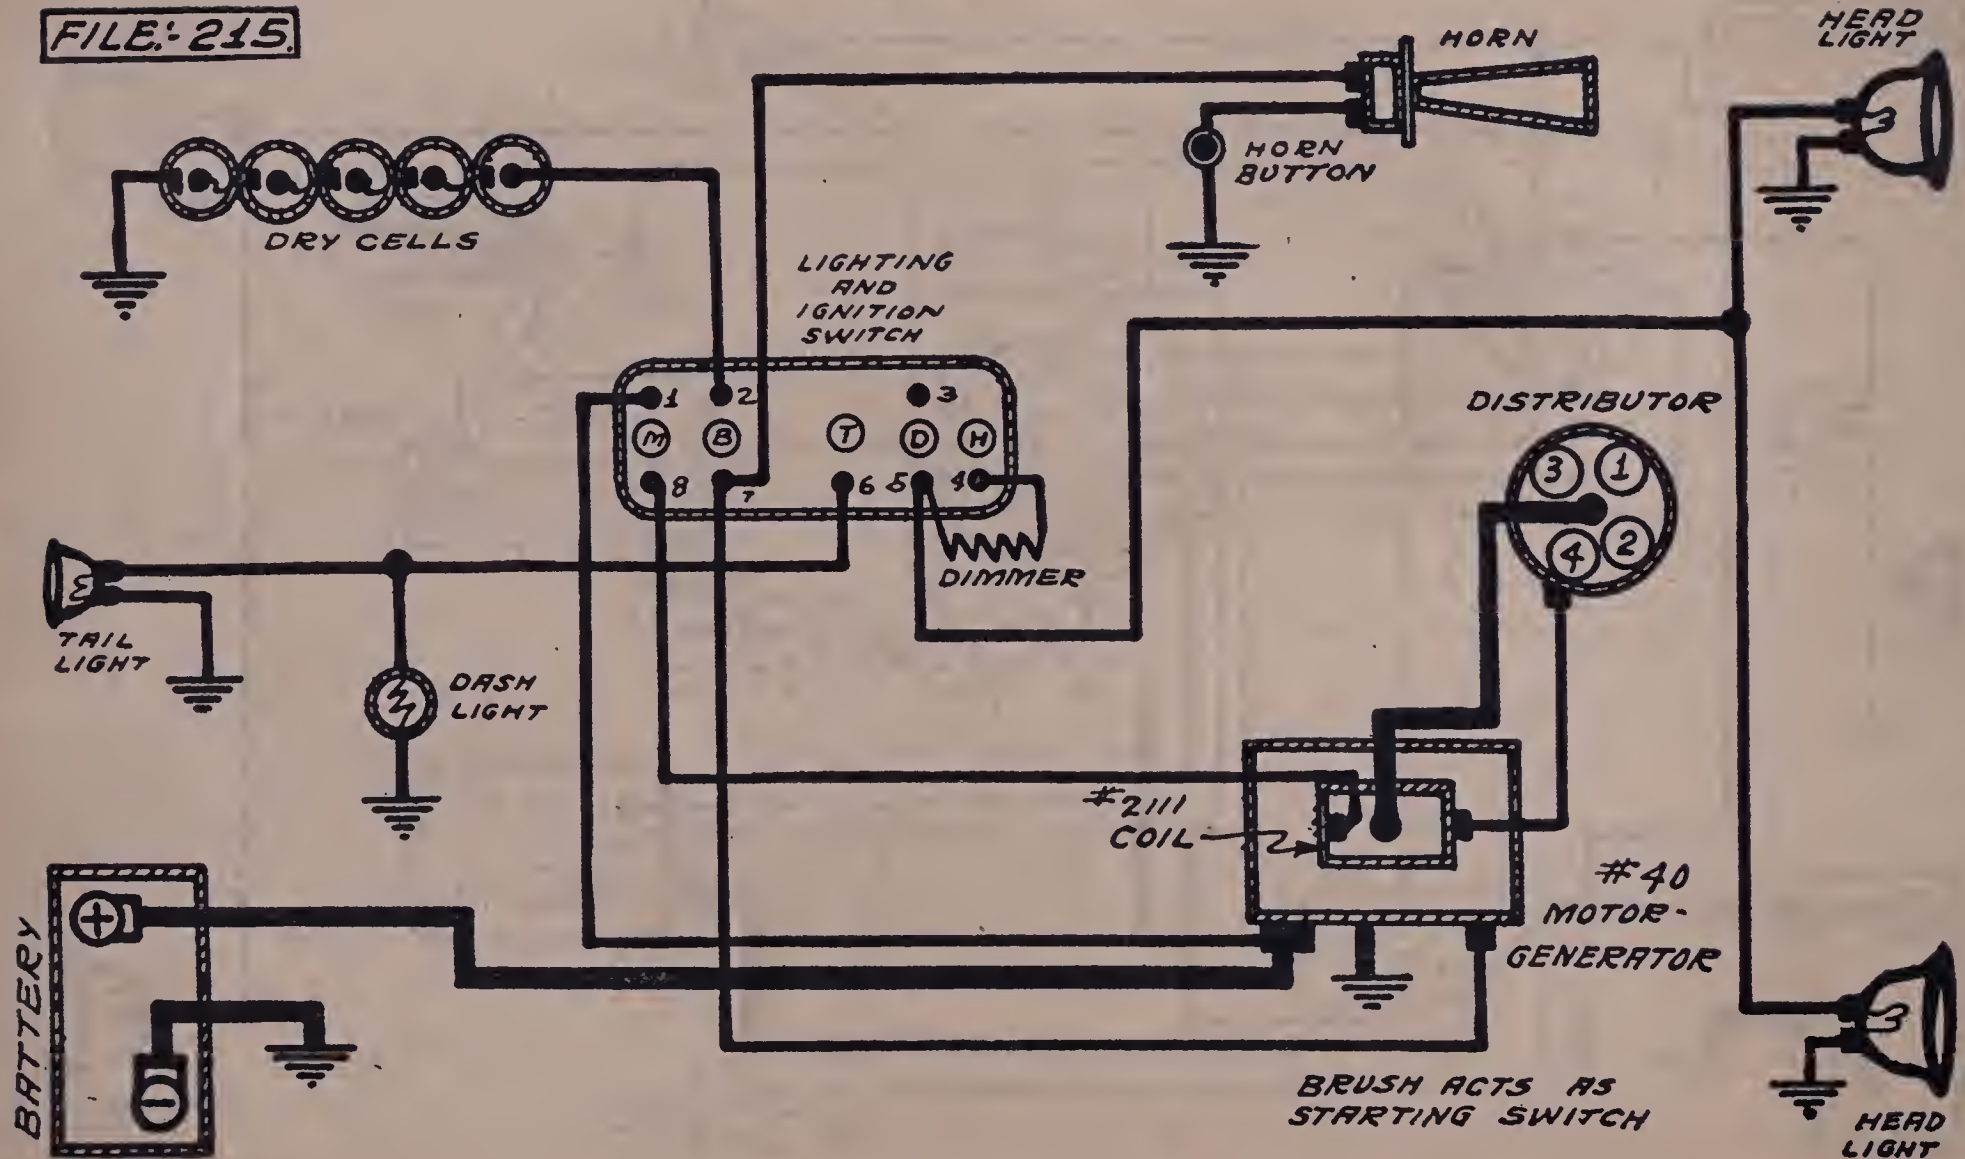 FILE:-215.
HEAD
LIGHT
HORN
HORN
BUTTON
DRY CELLS
LIGHTING
AND
IGNITION
SWITCH
1 2 3
M B T D H
8 7 6 5 4
DIMMER
DISTRIBUTOR
3 1
4 2
TAIL
LIGHT
DASH
LIGHT
#2111
COIL
#40
MOTOR-
GENERATOR
BATTERY
+
−
BRUSH ACTS AS
STARTING SWITCH
HEAD
LIGHT